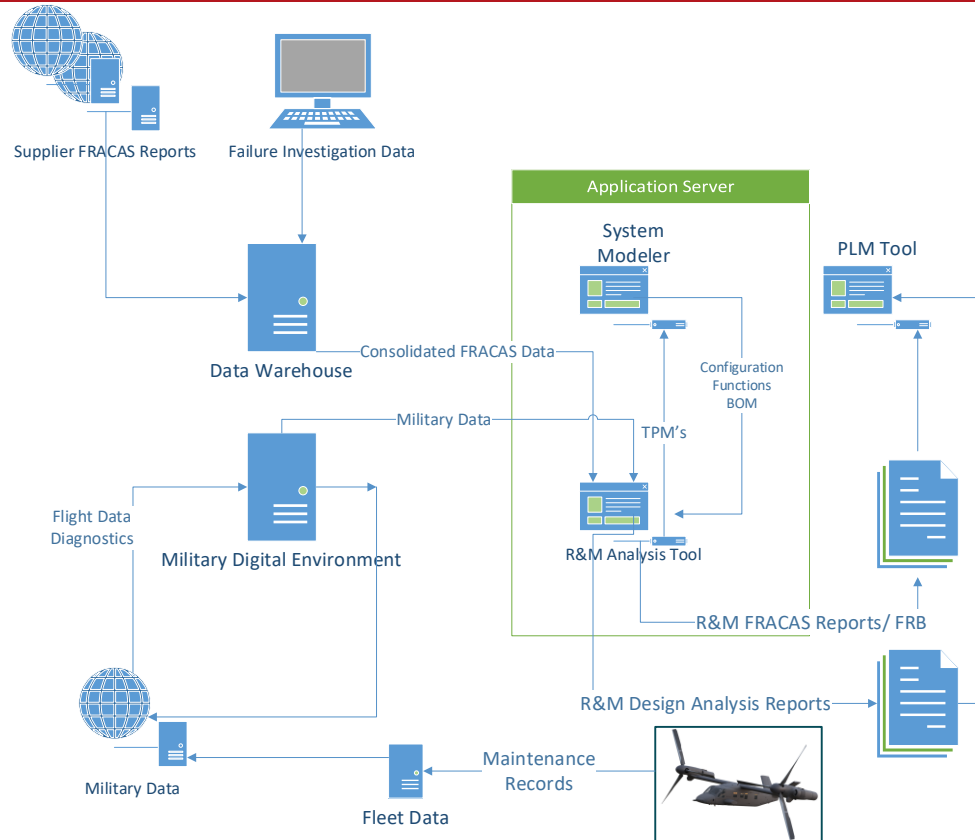 Supplier FRACAS Reports
Failure Investigation Data
Application Server
System
Modeler
PLM Tool
Data Warehouse
Consolidated FRACAS Data
Configuration
Functions
BOM
Military Data
TPM's
Flight Data
Diagnostics
Military Digital Environment
R&M Analysis Tool
R&M FRACAS Reports/ FRB
R&M Design Analysis Reports
Maintenance
Records
Military Data
Fleet Data